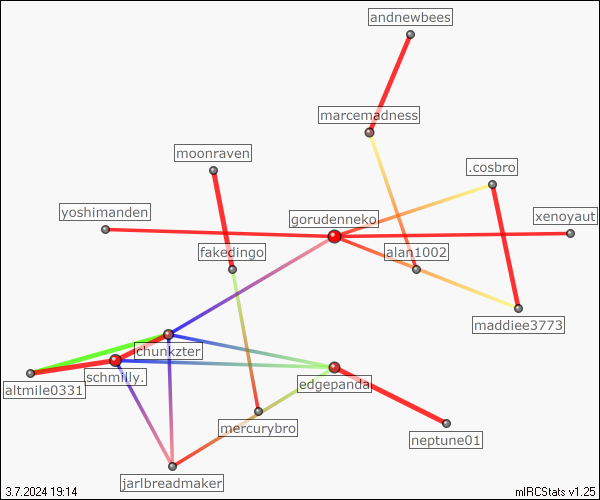 andnewbees
marcemadness
moonraven
.cosbro
yoshimanden
gorudenneko
xenoyaut
fakedingo
alan1002
maddiee3773
chunkzter
schmilly.
altmile0331
edgepanda
mercurybro
neptune01
jarlbreadmaker
3.7.2024 19:14
mIRCStats v1.25